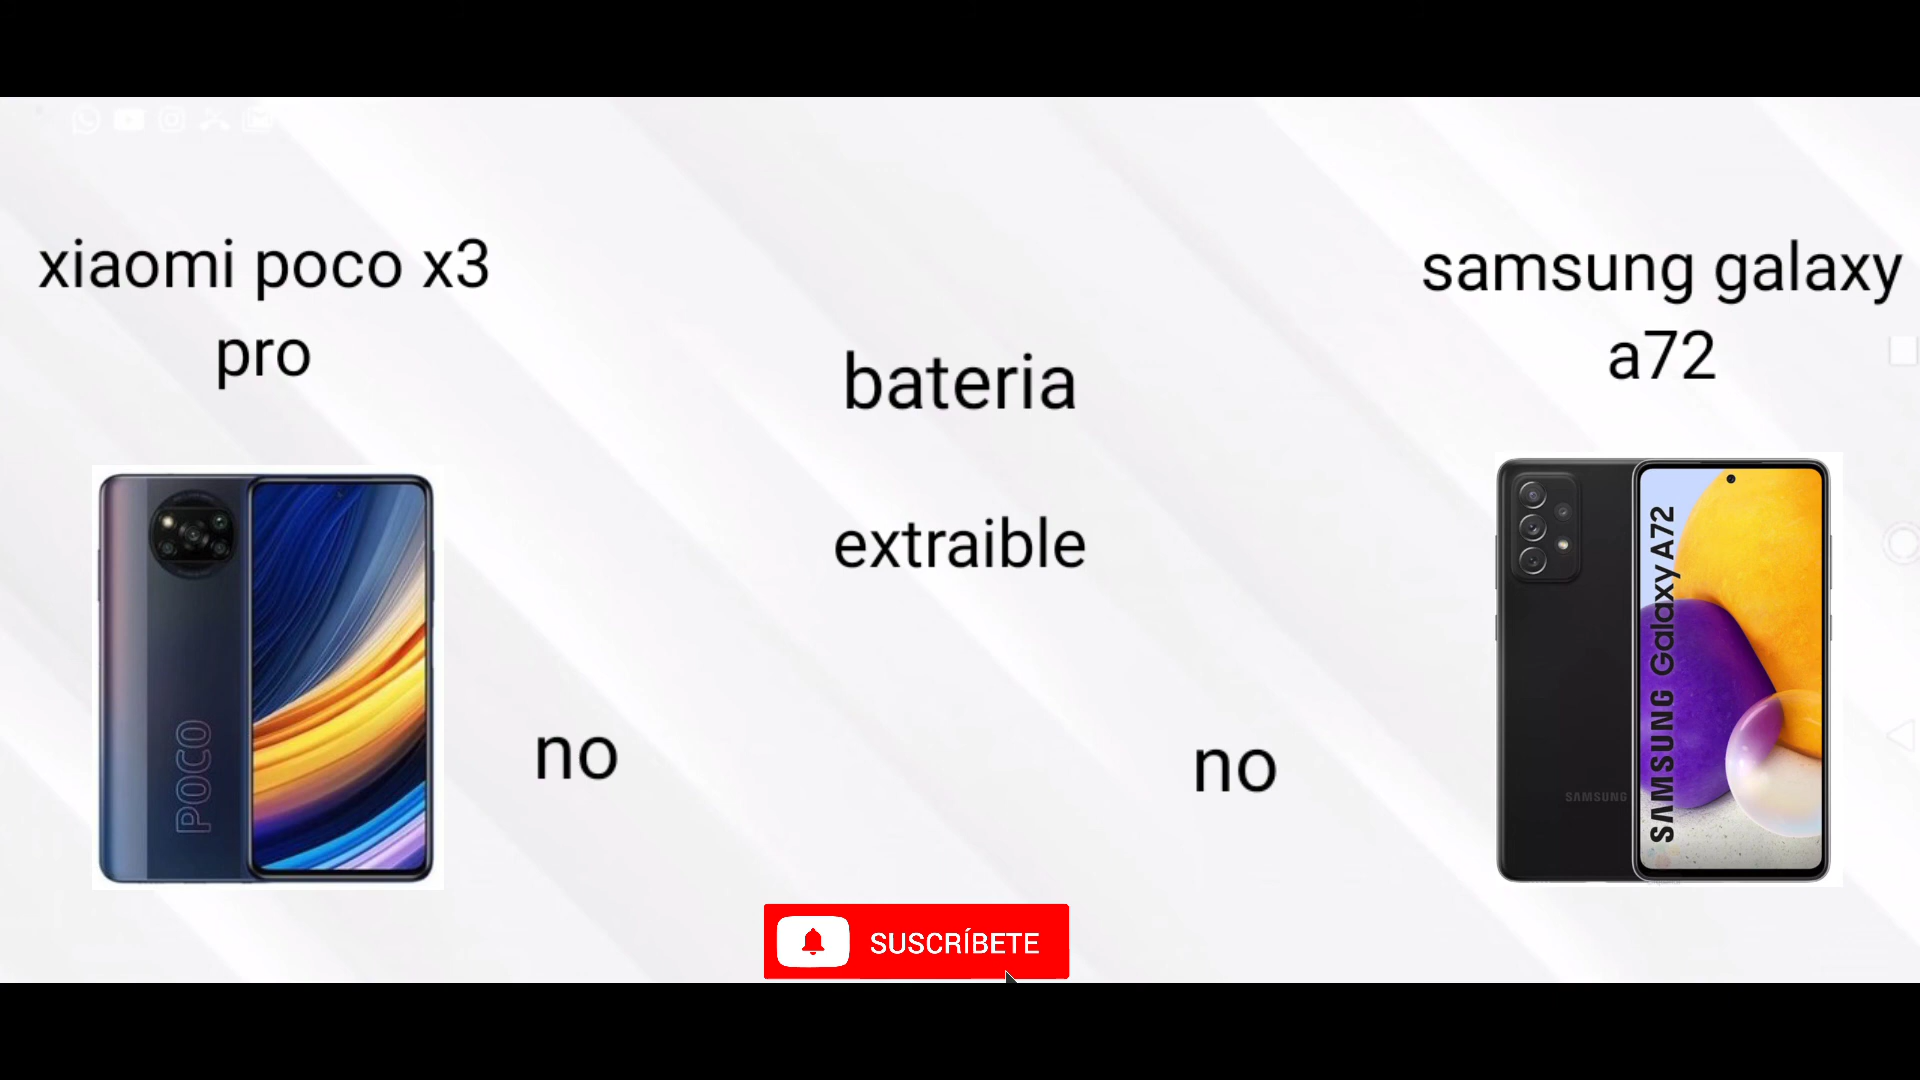 xiaomi poco x3
pro
samsung galaxy
a72
bateria
extraible
no
no
POCO
SAMSUNG
SAMSUNG Galaxy A72
SUSCRÍBETE